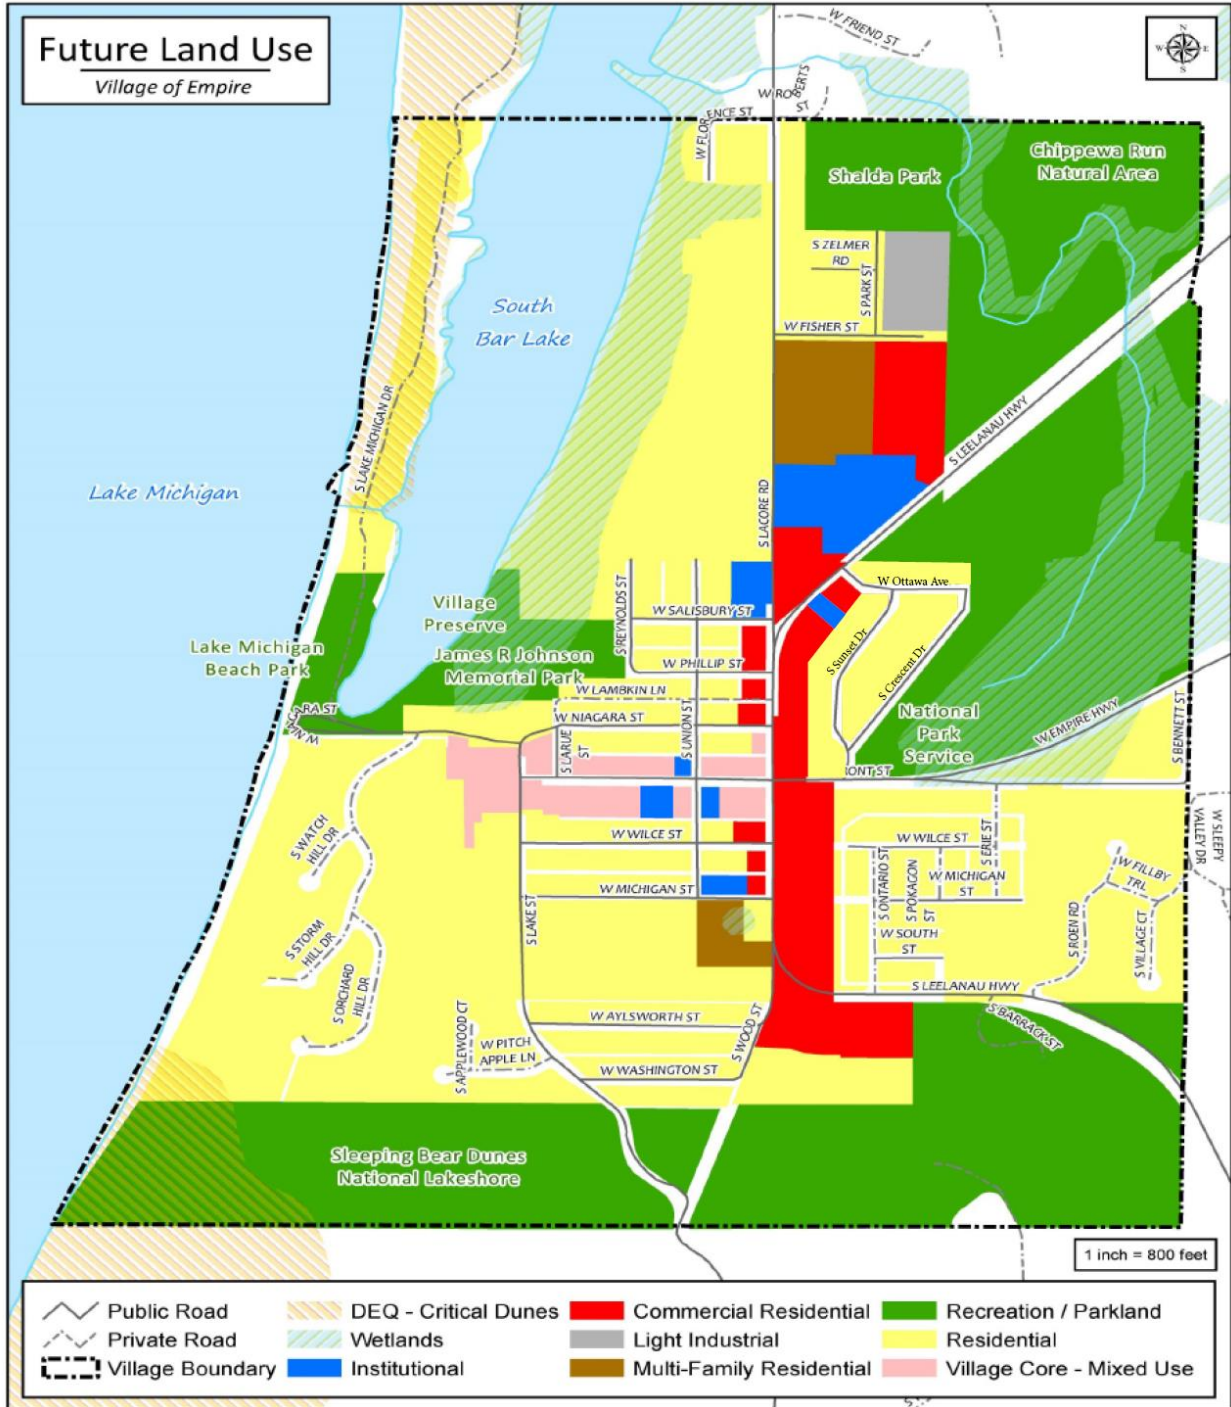 Future Land Use
Village of Empire
N
W
E
S
W FRIEND ST
W ROBERTS
ST
W FLORENCE ST
Shalda Park
Chippewa Run
Natural Area
S ZELMER
RD
S PARK ST
W FISHER ST
South
Bar Lake
S LAKE MICHIGAN DR
Lake Michigan
S LEELANAU HWY
S LACORE RD
W Ottawa Ave.
Village
Preserve
S REYNOLDS ST
W SALISBURY ST
Lake Michigan
Beach Park
James R Johnson
Memorial Park
W PHILLIP ST
S Sunset Dr
S Crescent Dr
W LAMBKIN LN
W NIAGARA ST
W NIAGARA ST
S LARUE
ST
S UNION ST
National
Park
Service
W EMPIRE HWY
S BENNETT ST
ONT ST
S WATCH
HILL DR
W WILCE ST
W WILCE ST
S ERIE ST
W SLEEPY
VALLEY DR
W MICHIGAN ST
S ONTARIO ST
S POKAGON
ST
W MICHIGAN
ST
W FILLBY
TRL
S LAKE ST
S STORM
HILL DR
W SOUTH
ST
S ROEN RD
S VILLAGE CT
S ORCHARD
HILL DR
S LEELANAU HWY
S BARRACK ST
W AYLSWORTH ST
S WOOD ST
S APPLEWOOD CT
W PITCH
APPLE LN
W WASHINGTON ST
Sleeping Bear Dunes
National Lakeshore
1 inch = 800 feet
Public Road
DEQ - Critical Dunes
Commercial Residential
Recreation / Parkland
Private Road
Wetlands
Light Industrial
Residential
Village Boundary
Institutional
Multi-Family Residential
Village Core - Mixed Use